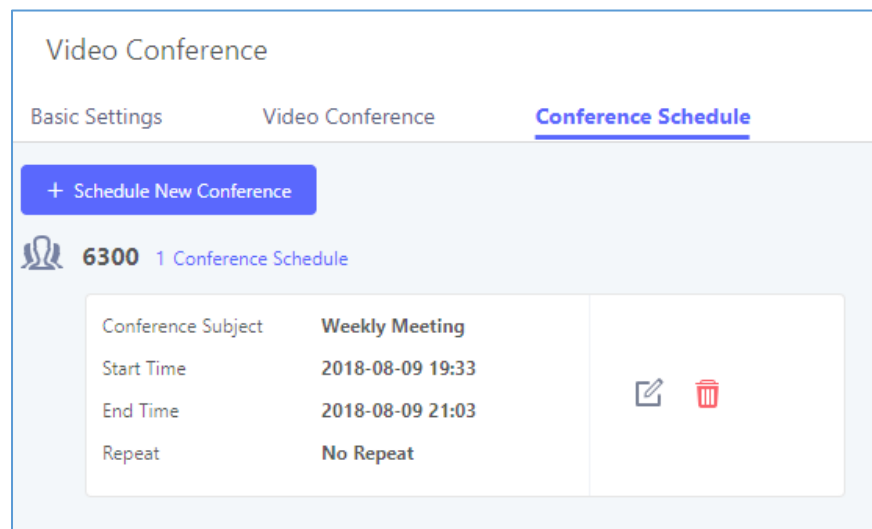 Video Conference
Basic Settings Video Conference Conference Schedule
+ Schedule New Conference
6300 1 Conference Schedule
Conference Subject Weekly Meeting
Start Time 2018-08-09 19:33
End Time 2018-08-09 21:03
Repeat No Repeat